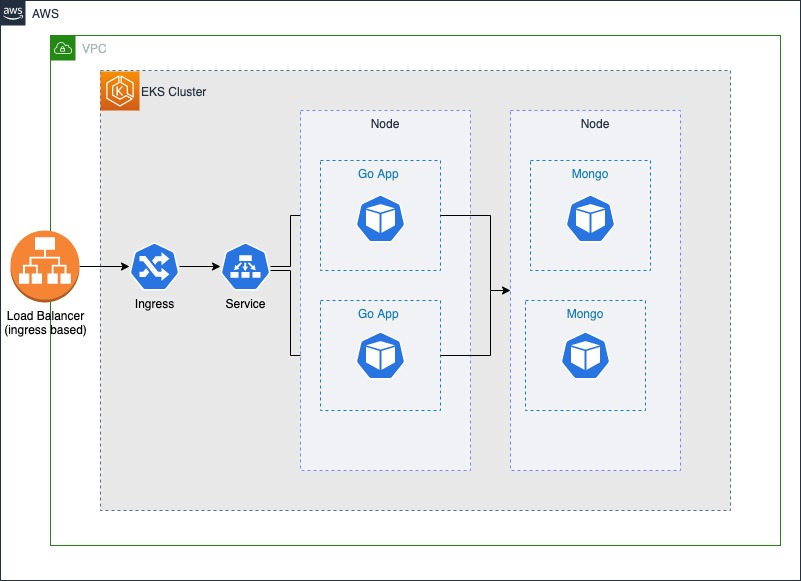 aws
AWS
VPC
K
EKS Cluster
Node
Node
Go App
Mongo
Load Balancer
(ingress based)
Ingress
Service
Go App
Mongo